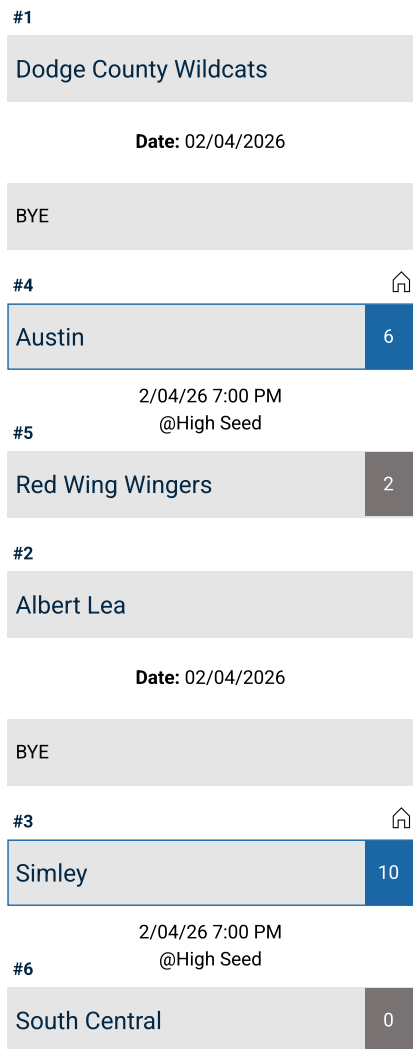 #1
Dodge County Wildcats
Date: 02/04/2026
BYE
#4
Austin 6
2/04/26 7:00 PM
@High Seed
#5
Red Wing Wingers 2
#2
Albert Lea
Date: 02/04/2026
BYE
#3
Simley 10
2/04/26 7:00 PM
@High Seed
#6
South Central 0